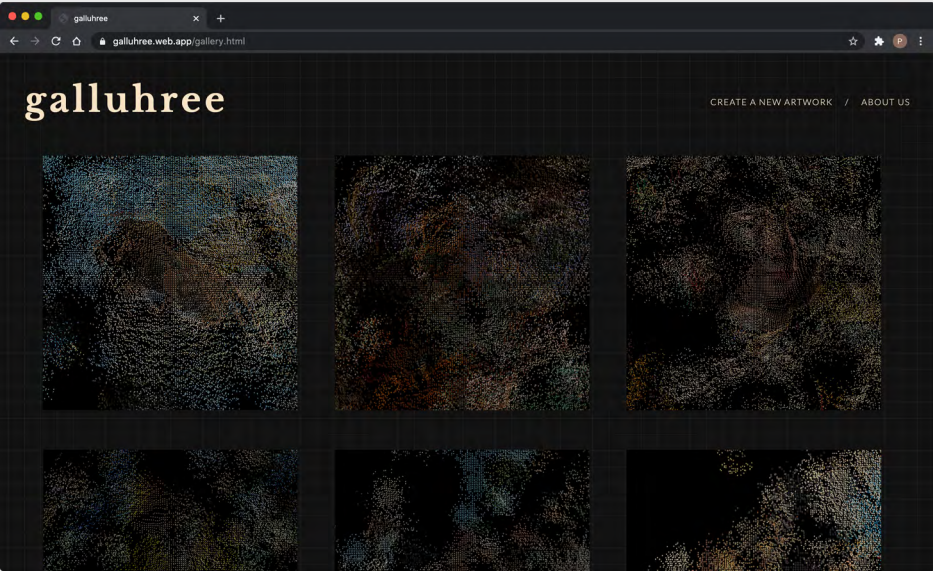 galluhree
galluhree.web.app/gallery.html
P
galluhree
CREATE A NEW ARTWORK / ABOUT US